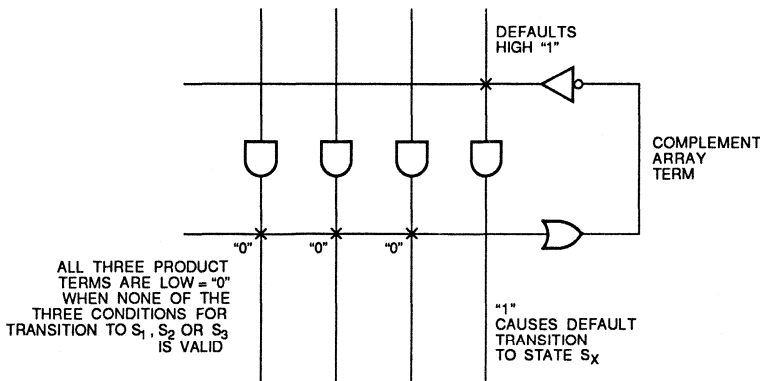 DEFAULTS
HIGH “1”
COMPLEMENT
ARRAY
TERM
“0”
“0”
“0”
ALL THREE PRODUCT
TERMS ARE LOW = “0”
WHEN NONE OF THE
THREE CONDITIONS FOR
TRANSITION TO S₁, S₂ OR S₃
IS VALID
“1”
CAUSES DEFAULT
TRANSITION
TO STATE Sₓ